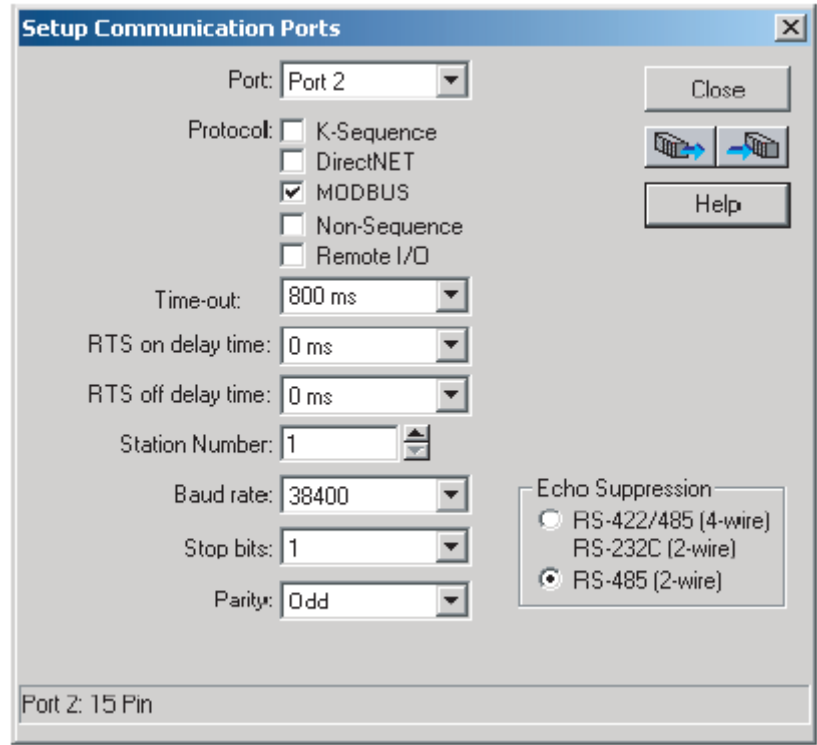 Setup Communication Ports
Port: Port 2
Close
Protocol: K-Sequence
DirectNET
MODBUS
Help
Non-Sequence
Remote I/O
Time-out: 800 ms
RTS on delay time: 0 ms
RTS off delay time: 0 ms
Station Number: 1
Baud rate: 38400
Echo Suppression
RS-422/485 (4-wire)
RS-232C (2-wire)
Stop bits: 1
RS-485 (2-wire)
Parity: Odd
Port 2: 15 Pin